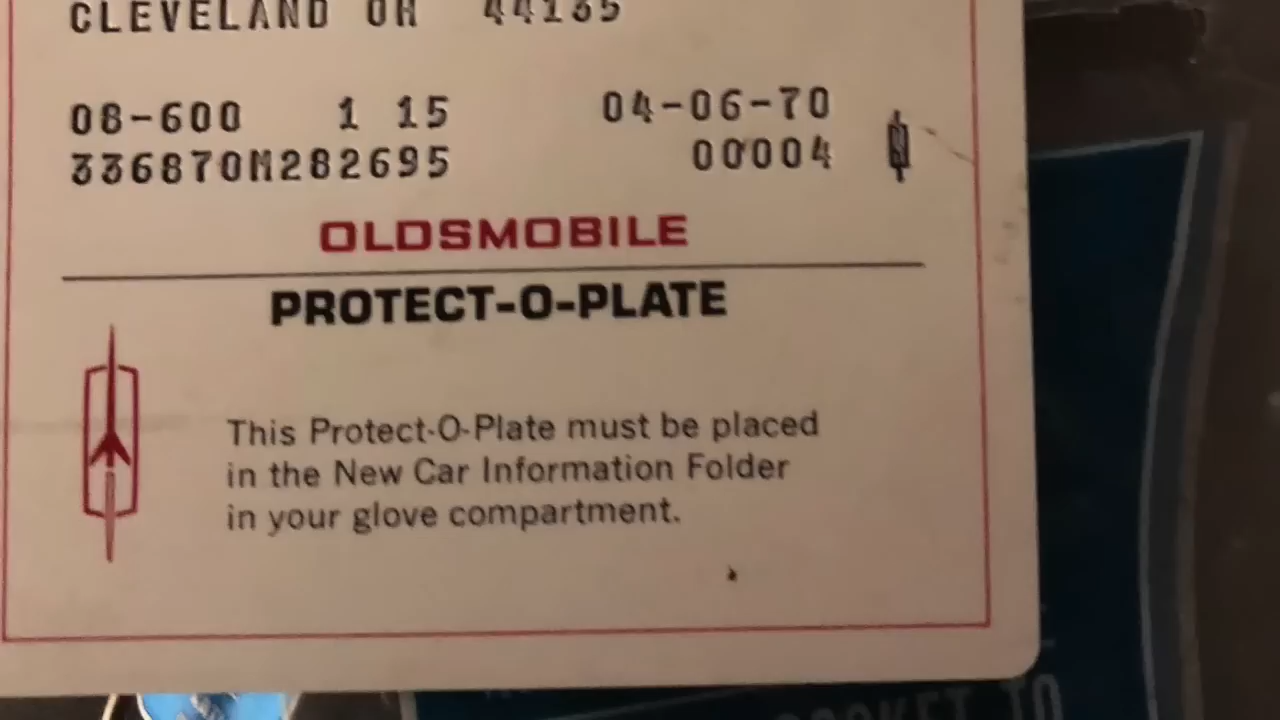 CLEVELAND OH 44135
08-600 1 15 04-06-70
336870M282695 00004
OLDSMOBILE
PROTECT-O-PLATE
This Protect-O-Plate must be placed
in the New Car Information Folder
in your glove compartment.
TO